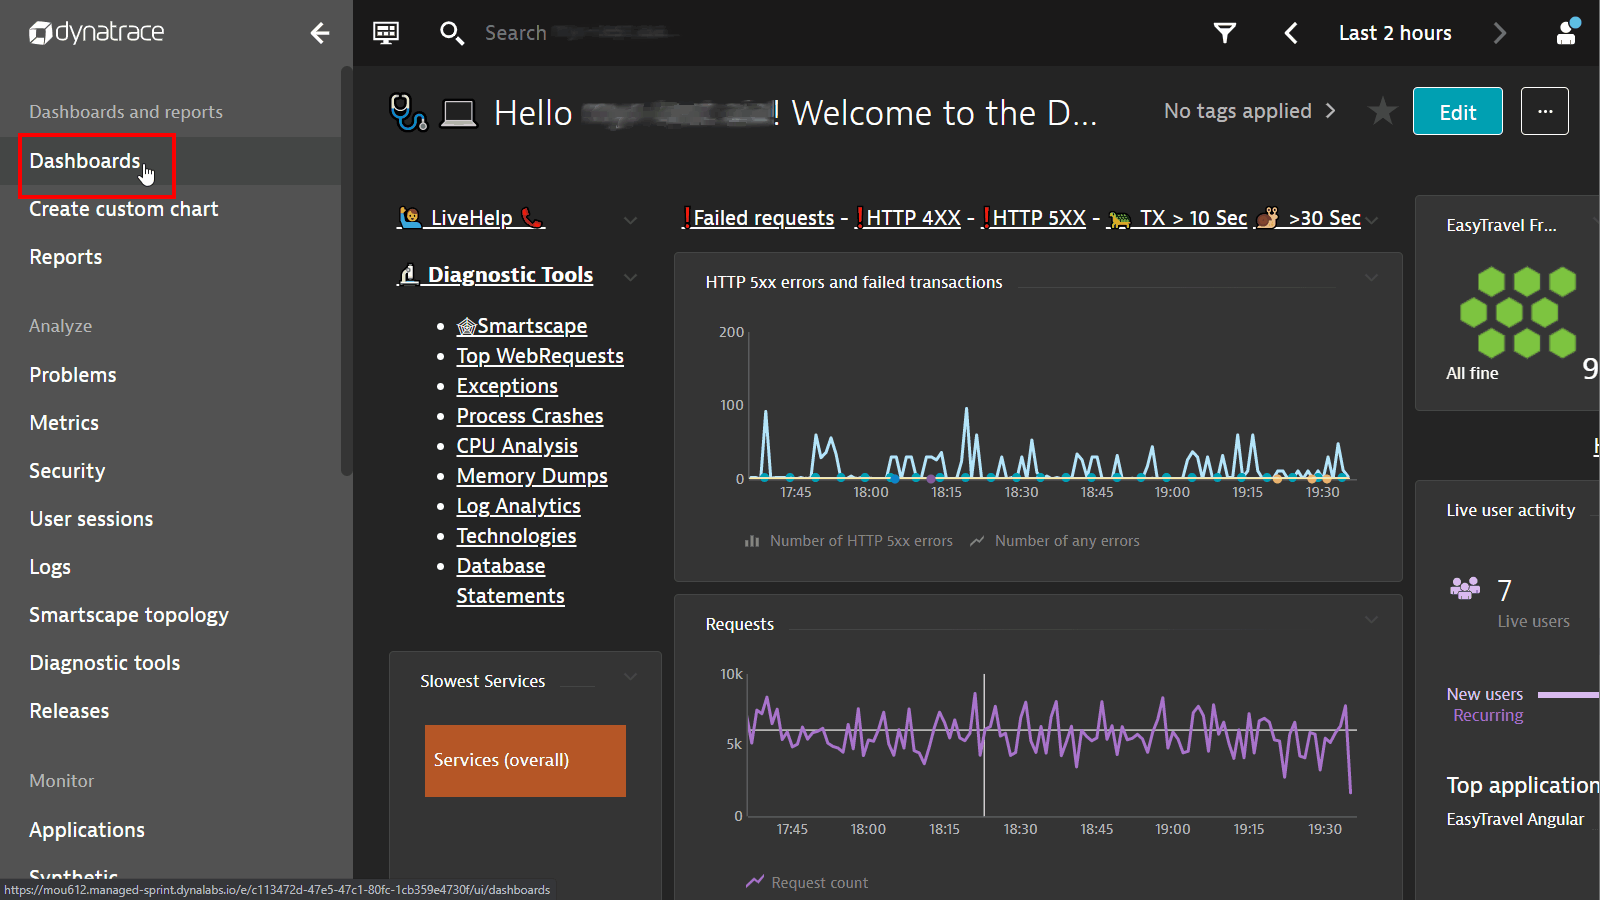 dynatrace
Search
Last 2 hours
Dashboards and reports
Dashboards
Create custom chart
Reports
Analyze
Problems
Metrics
Security
User sessions
Logs
Smartscape topology
Diagnostic tools
Releases
Monitor
Applications
Synthetic
https://mou612.managed-sprint.dynalabs.io/e/c113472d-47e5-47c1-80fc-1cb359e4730f/ui/dashboards
Hello ! Welcome to the D...
No tags applied
Edit
...
LiveHelp
Diagnostic Tools
Smartscape
Top WebRequests
Exceptions
Process Crashes
CPU Analysis
Memory Dumps
Log Analytics
Technologies
Database
Statements
Slowest Services
Services (overall)
❗Failed requests - ❗HTTP 4XX - ❗HTTP 5XX - 🐢 TX > 10 Sec 🐌 >30 Sec
HTTP 5xx errors and failed transactions
200
100
0
17:45 18:00 18:15 18:30 18:45 19:00 19:15 19:30
Number of HTTP 5xx errors Number of any errors
Requests
10k
5k
0
17:45 18:00 18:15 18:30 18:45 19:00 19:15 19:30
Request count
EasyTravel Fr...
All fine
9
Live user activity
7
Live users
New users
Recurring
Top application
EasyTravel Angular